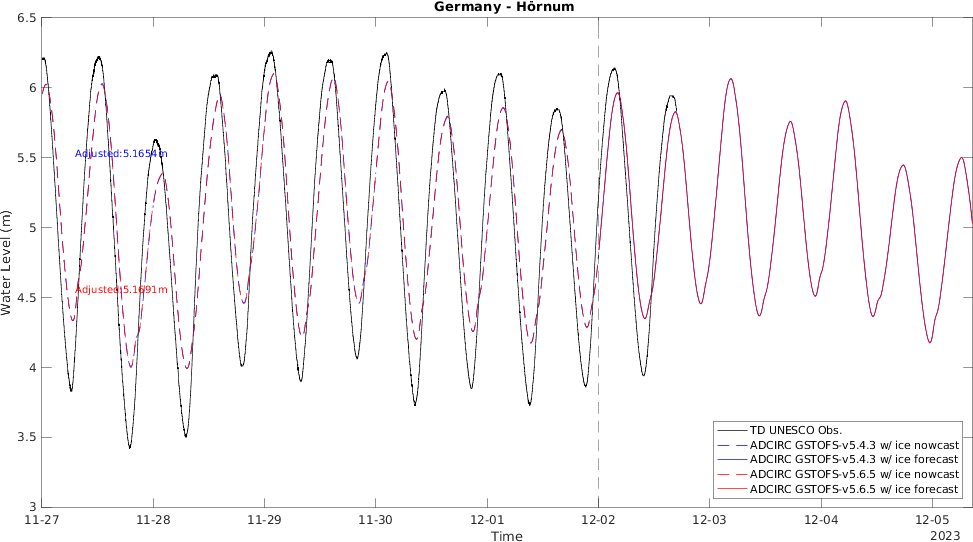 Germany - Hörnum
6.5
6
5.5
5
4.5
4
3.5
3
Water Level (m)
Adjusted:5.1654m
Adjusted:5.1691m
TD UNESCO Obs.
ADCIRC GSTOFS-v5.4.3 w/ ice nowcast
ADCIRC GSTOFS-v5.4.3 w/ ice forecast
ADCIRC GSTOFS-v5.6.5 w/ ice nowcast
ADCIRC GSTOFS-v5.6.5 w/ ice forecast
11-27 11-28 11-29 11-30 12-01 12-02 12-03 12-04 12-05
Time
2023